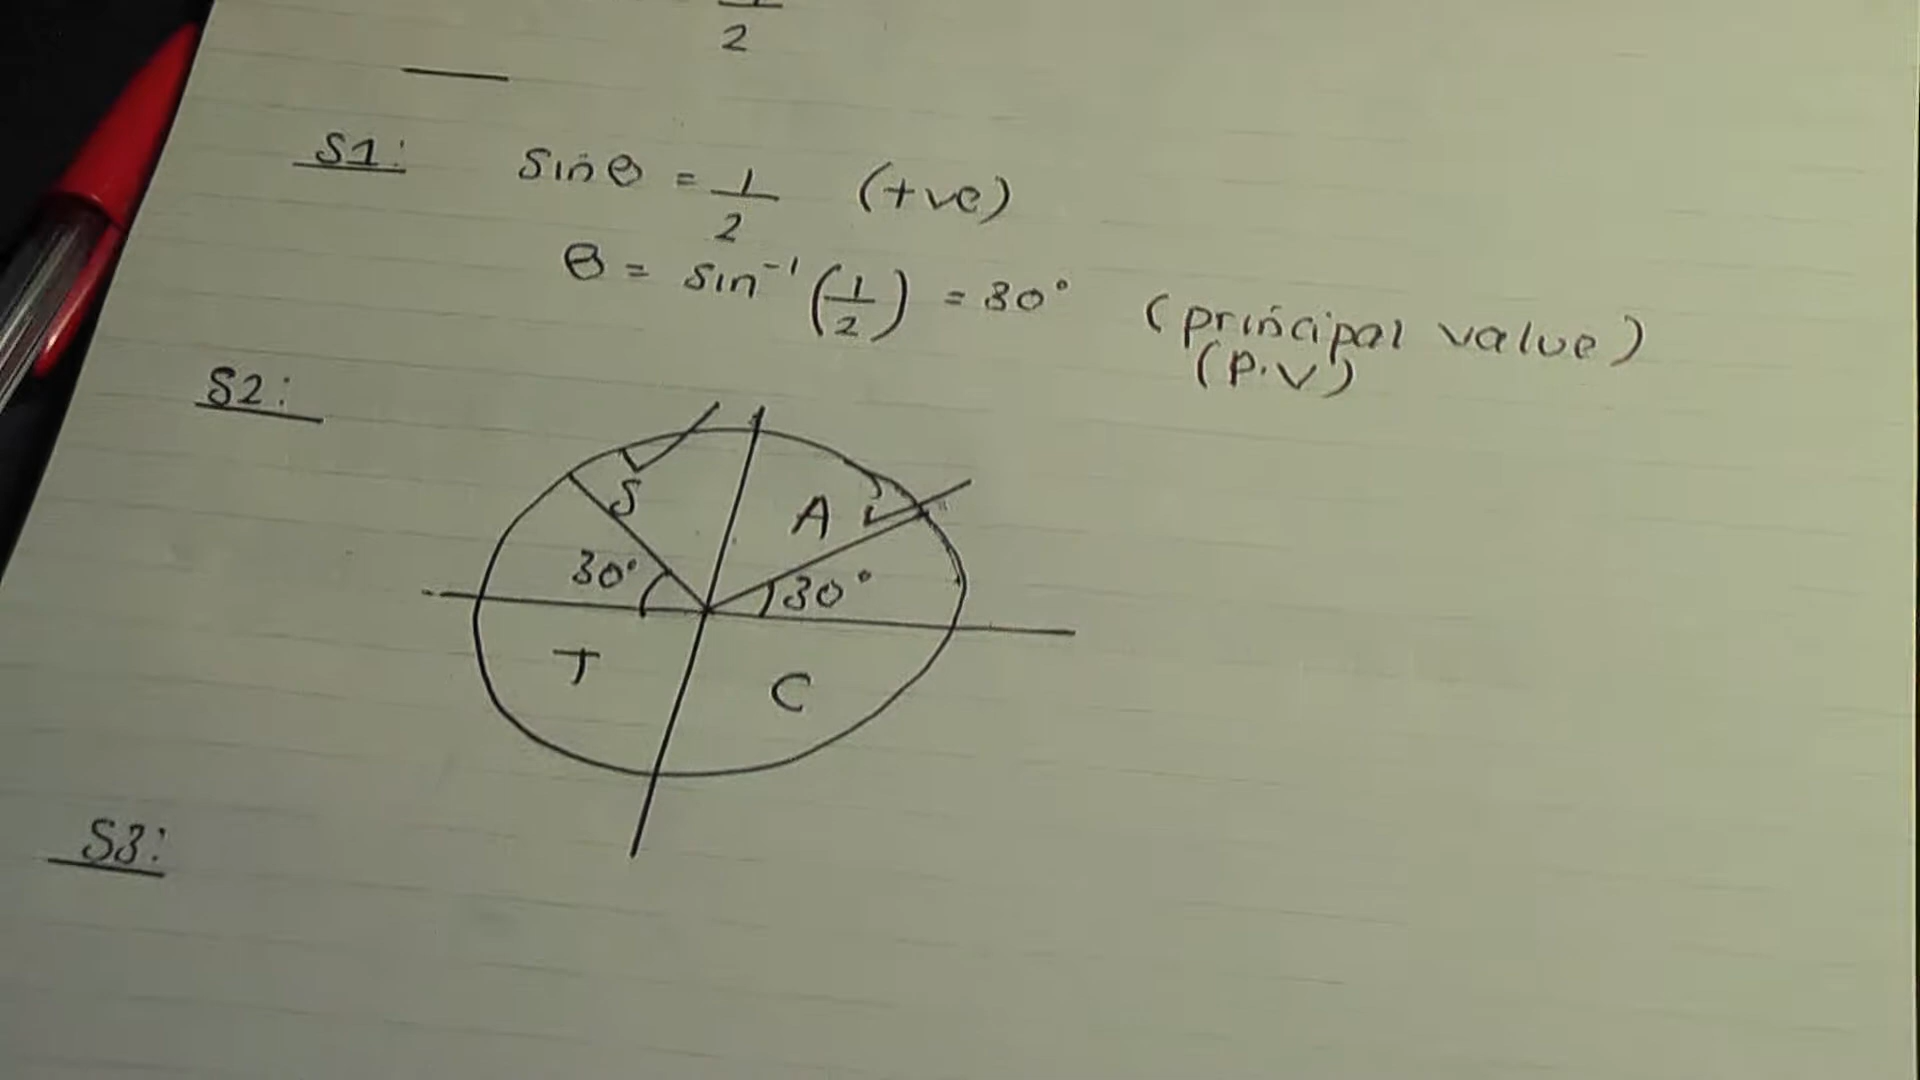 2
S1: sinθ = 1/2 (+ve)
θ = sin⁻¹(1/2) = 30° (principal value)
(P.V)
S2:
S A
30° 30°
T C
S3: